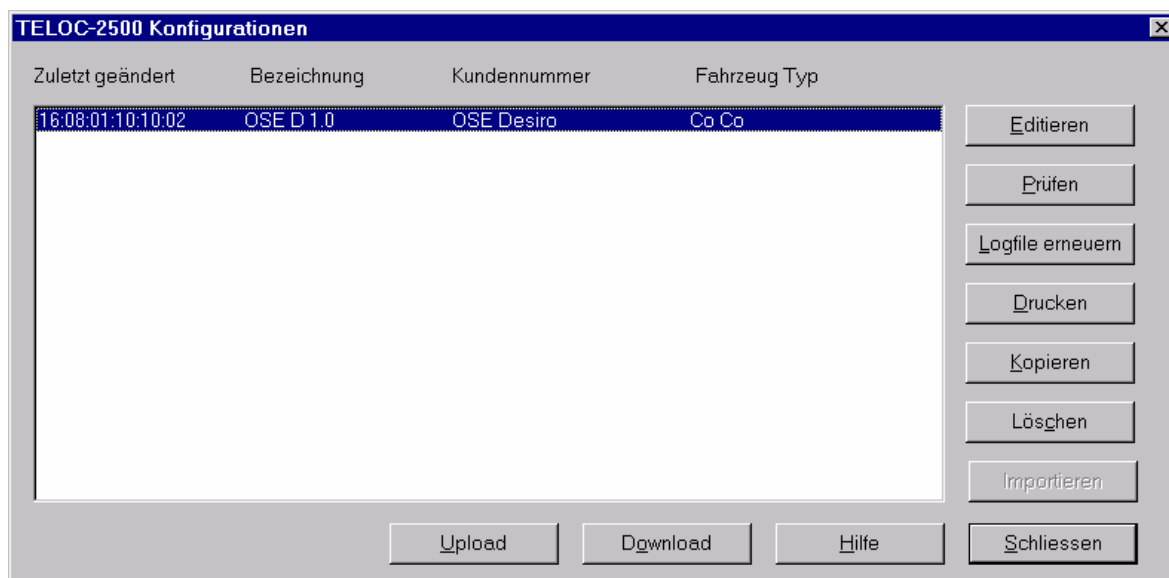 TELOC-2500 Konfigurationen
Zuletzt geändert Bezeichnung Kundennummer Fahrzeug Typ
16:08:01:10:10:02 OSE D 1.0 OSE Desiro Co Co
Editieren
Prüfen
Logfile erneuern
Drucken
Kopieren
Löschen
Importieren
Upload Download Hilfe Schliessen